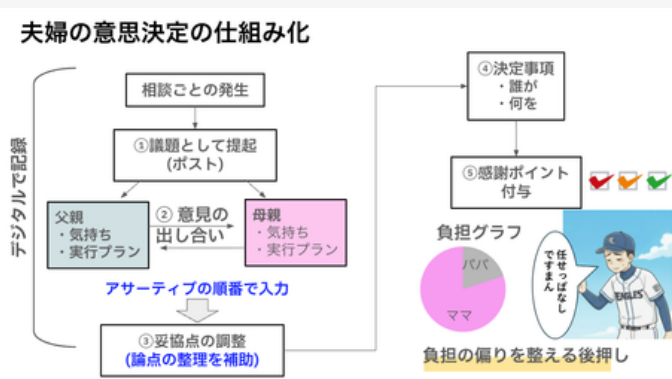 夫婦の意思決定の仕組み化
デジタルで記録
相談ごとの発生
①議題として提起
(ポスト)
父親
・気持ち
・実行プラン
② 意見の
出し合い
母親
・気持ち
・実行プラン
アサーティブの順番で入力
③妥協点の調整
(論点の整理を補助)
④決定事項
・誰が
・何を
⑤感謝ポイント
付与
負担グラフ
パパ
ママ
任せっぱなし
ですまん
EAGLES
負担の偏りを整える後押し